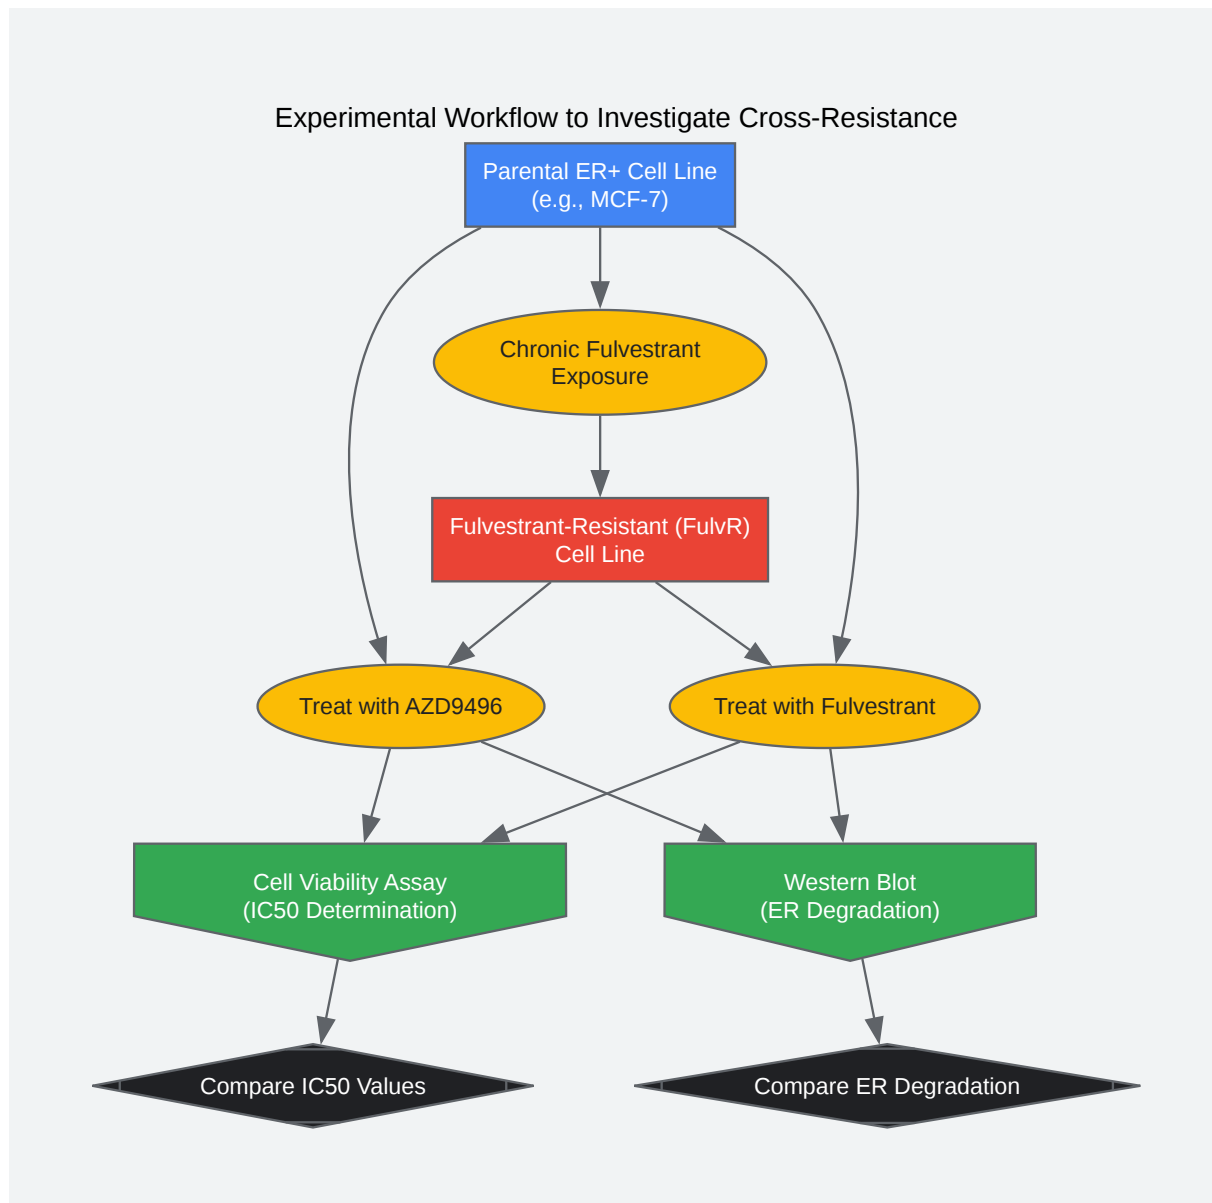 Experimental Workflow to Investigate Cross-Resistance
Parental ER+ Cell Line
(e.g., MCF-7)
Chronic Fulvestrant
Exposure
Fulvestrant-Resistant (FulvR)
Cell Line
Treat with AZD9496
Treat with Fulvestrant
Cell Viability Assay
(IC50 Determination)
Western Blot
(ER Degradation)
Compare IC50 Values
Compare ER Degradation